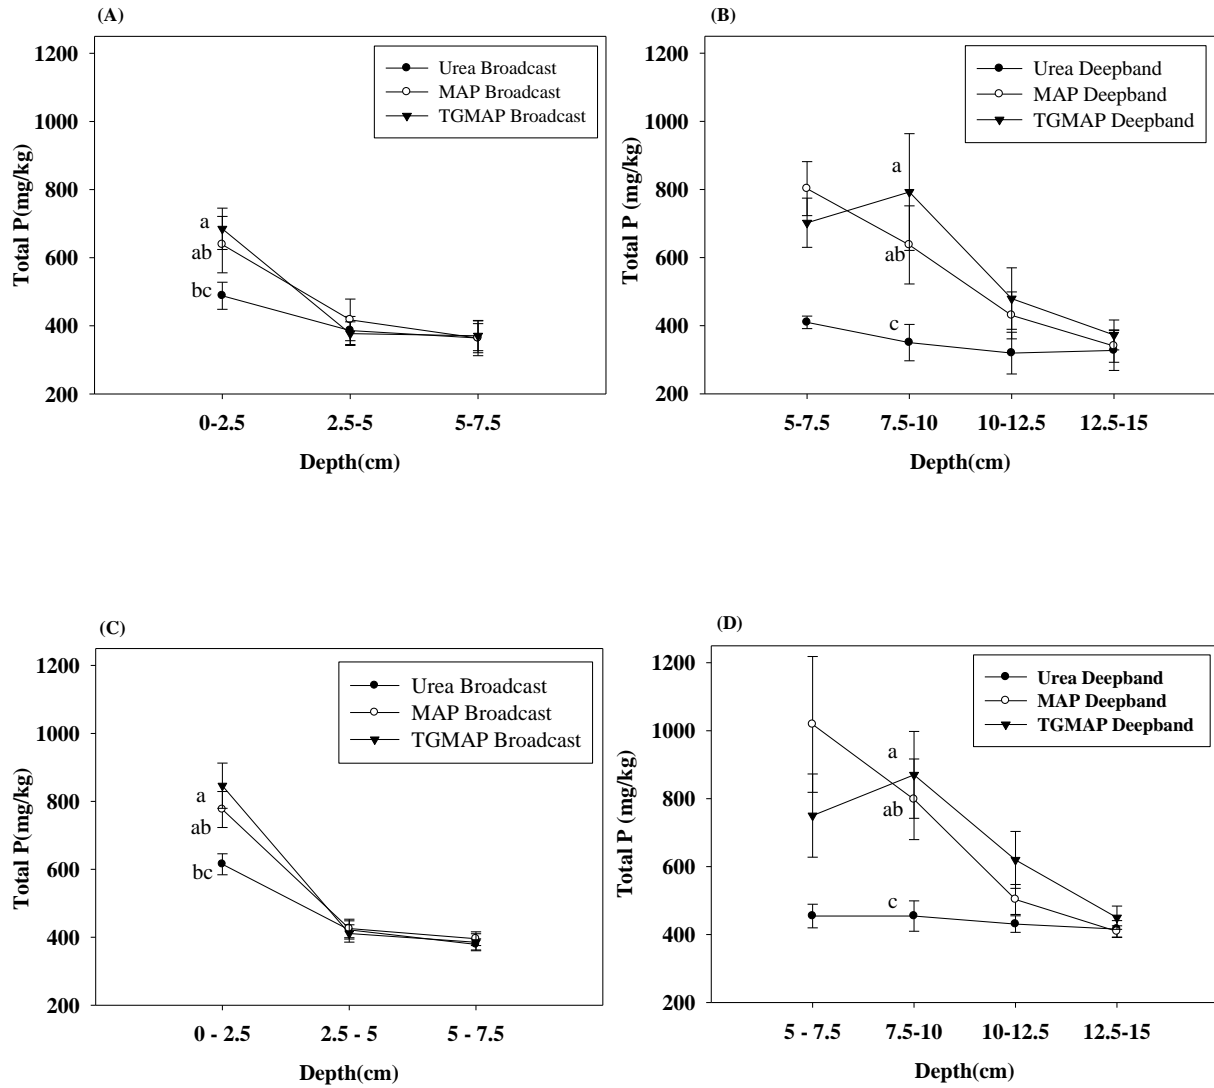 (A)
Total P(mg/kg)
1200
1000
800
600
400
200
Urea Broadcast
MAP Broadcast
TGMAP Broadcast
a
ab
bc
0-2.5 2.5-5 5-7.5
Depth(cm)
(B)
Total P (mg/kg)
1200
1000
800
600
400
200
Urea Deepband
MAP Deepband
TGMAP Deepband
a
ab
c
5-7.5 7.5-10 10-12.5 12.5-15
Depth(cm)
(C)
Total P(mg/kg)
1200
1000
800
600
400
200
Urea Broadcast
MAP Broadcast
TGMAP Broadcast
a
ab
bc
0 - 2.5 2.5 - 5 5 - 7.5
Depth(cm)
(D)
Total P (mg/kg)
1200
1000
800
600
400
200
Urea Deepband
MAP Deepband
TGMAP Deepband
a
ab
c
5 - 7.5 7.5-10 10-12.5 12.5-15
Depth(cm)